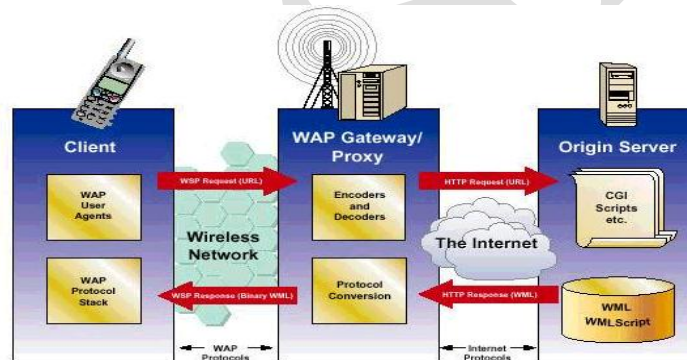 Client
WAP Gateway/
Proxy
Origin Server
WAP
User
Agents
WSP Request (URL)
Encoders
and
Decoders
HTTP Request (URL)
CGI
Scripts
etc.
Wireless
Network
The Internet
WAP
Protocol
Stack
WSP Response (Binary WML)
Protocol
Conversion
HTTP Response (WML)
WML
WMLScript
WAP
Protocols
Internet
Protocols